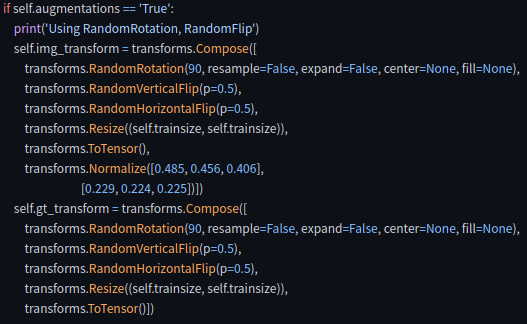 if self.augmentations == 'True':
print('Using RandomRotation, RandomFlip')
self.img_transform = transforms.Compose([
transforms.RandomRotation(90, resample=False, expand=False, center=None, fill=None),
transforms.RandomVerticalFlip(p=0.5),
transforms.RandomHorizontalFlip(p=0.5),
transforms.Resize((self.trainsize, self.trainsize)),
transforms.ToTensor(),
transforms.Normalize([0.485, 0.456, 0.406],
[0.229, 0.224, 0.225])])
self.gt_transform = transforms.Compose([
transforms.RandomRotation(90, resample=False, expand=False, center=None, fill=None),
transforms.RandomVerticalFlip(p=0.5),
transforms.RandomHorizontalFlip(p=0.5),
transforms.Resize((self.trainsize, self.trainsize)),
transforms.ToTensor()])